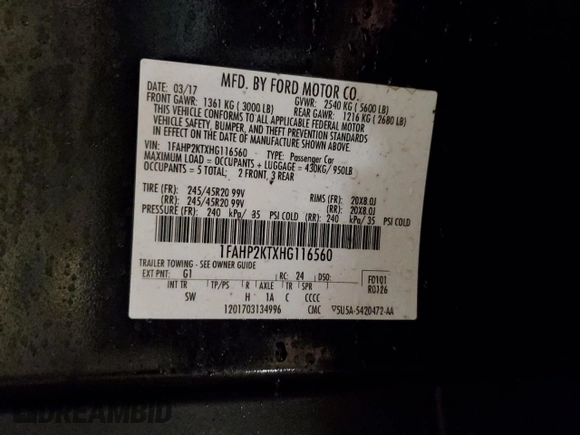 MFD. BY FORD MOTOR CO.
DATE: 03/17 GVWR: 2540 KG ( 5600 LB)
FRONT GAWR: 1361 KG ( 3000 LB) REAR GAWR: 1216 KG ( 2680 LB)
THIS VEHICLE CONFORMS TO ALL APPLICABLE FEDERAL MOTOR
VEHICLE SAFETY, BUMPER, AND THEFT PREVENTION STANDARDS
IN EFFECT ON THE DATE OF MANUFACTURE SHOWN ABOVE.
VIN: 1FAHP2KTXHG116560 TYPE: Passenger Car
MAXIMUM LOAD = OCCUPANTS + LUGGAGE = 430KG/ 950LB
OCCUPANTS = 5 TOTAL; 2 FRONT, 3 REAR
TIRE (FR): 245/45R20 99V RIMS (FR): 20X8.0J
(RR): 245/45R20 99V (RR): 20X8.0J
PRESSURE (FR): 240 kPa/ 35 PSI COLD (RR): 240 kPa/ 35 PSI COLD
1FAHP2KTXHG116560
TRAILER TOWING - SEE OWNER GUIDE
EXT PNT: G1 RC: 24 DSO: F0101
INT TR TP/PS R AXLE TR SPR R0326
SW H 1A C CCCC
1201703134996 CMC ▽5U5A-5420472-AA
DREAMBID